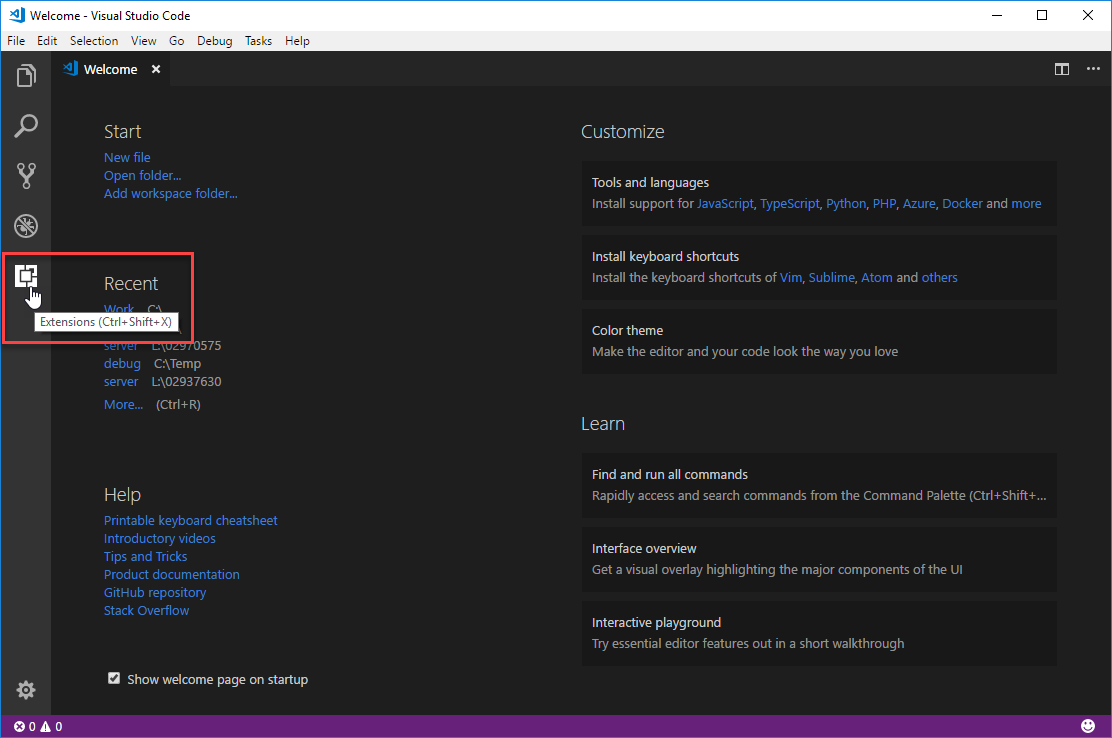 Welcome - Visual Studio Code
File Edit Selection View Go Debug Tasks Help
Welcome
Start
New file
Open folder...
Add workspace folder...
Recent
Work C:\
Extensions (Ctrl+Shift+X)
server L:\02970575
debug C:\Temp
server L:\02937630
More... (Ctrl+R)
Help
Printable keyboard cheatsheet
Introductory videos
Tips and Tricks
Product documentation
GitHub repository
Stack Overflow
Show welcome page on startup
Customize
Tools and languages
Install support for JavaScript, TypeScript, Python, PHP, Azure, Docker and more
Install keyboard shortcuts
Install the keyboard shortcuts of Vim, Sublime, Atom and others
Color theme
Make the editor and your code look the way you love
Learn
Find and run all commands
Rapidly access and search commands from the Command Palette (Ctrl+Shift+...
Interface overview
Get a visual overlay highlighting the major components of the UI
Interactive playground
Try essential editor features out in a short walkthrough
0 0